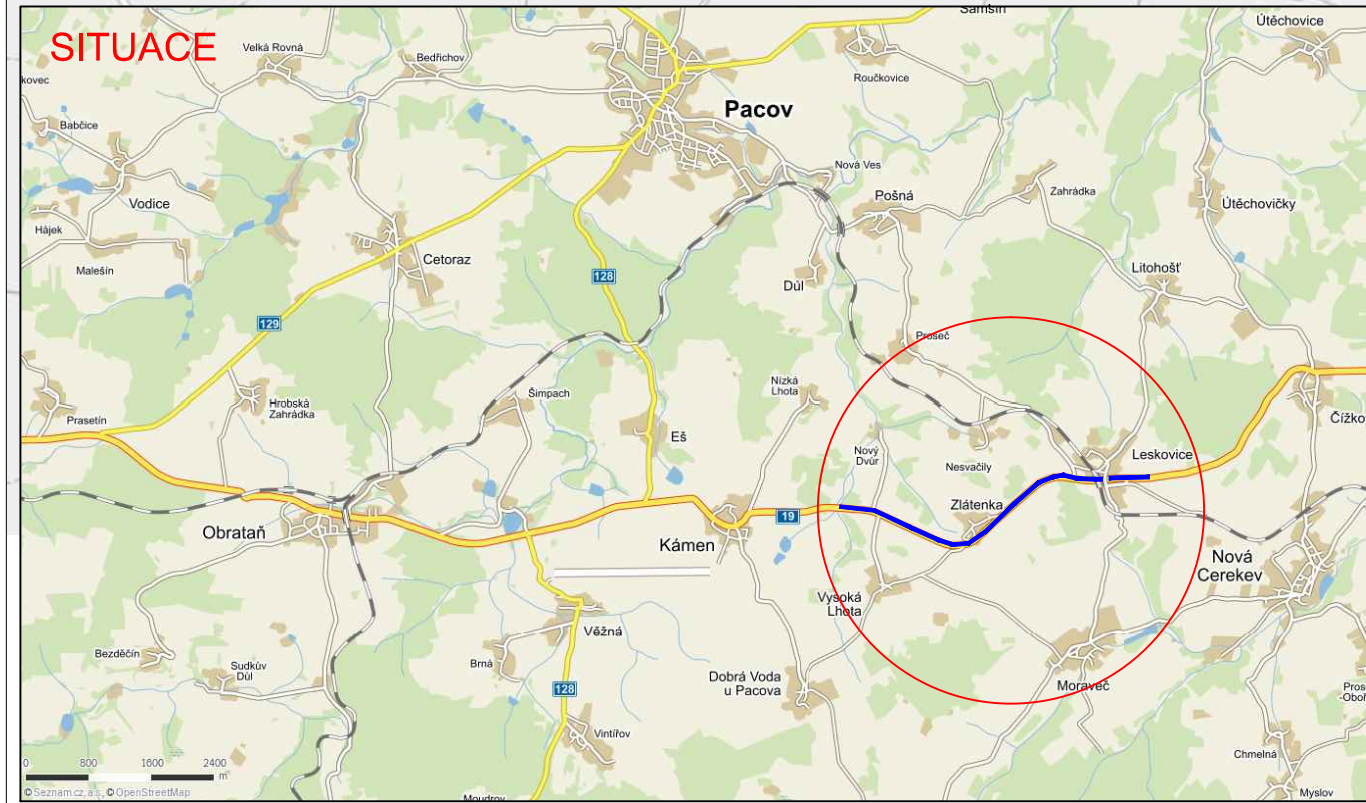 SITUACE
Samšín
Útěchovice
Velká Rovná
Bedřichov
Roučkovice
kovec
Pacov
Babčice
Nová Ves
Zahrádka
Pošná
Vodice
Útěchovičky
Hájek
Cetoraz
Malešín
Litohošť
128
Důl
129
Proseč
Nízká
Lhota
Šimpach
Hrobská
Zahrádka
Prasetín
Čížko
Eš
Nový
Dvůr
Leskovice
Nesvačily
Zlátenka
19
Obrataň
Kámen
Nová
Cerekev
Vysoká
Lhota
Věžná
Bezděčín
Brná
Sudkův
Důl
Dobrá Voda
u Pacova
128
Moraveč
Pros
-Oboř
Vintířov
Chmelná
0 800 1600 2400
m
Myslov
© Seznam.cz, a.s., © OpenStreetMap
Moudrov